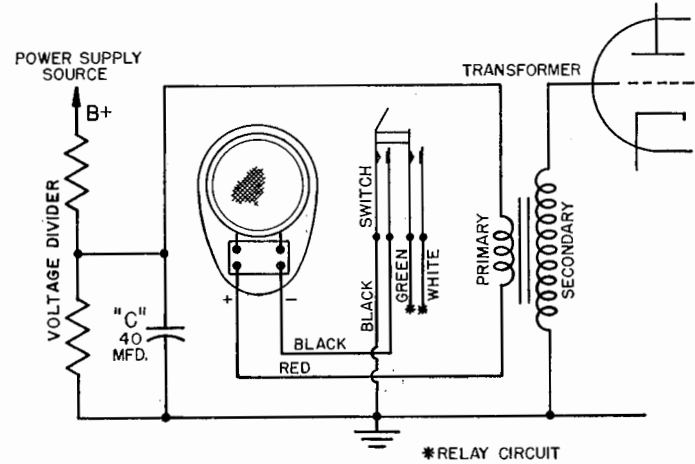 POWER SUPPLY
SOURCE
B+
VOLTAGE DIVIDER
"C"
40
MFD.
+
−
BLACK
RED
SWITCH
BLACK
GREEN
WHITE
TRANSFORMER
PRIMARY
SECONDARY
✱RELAY CIRCUIT